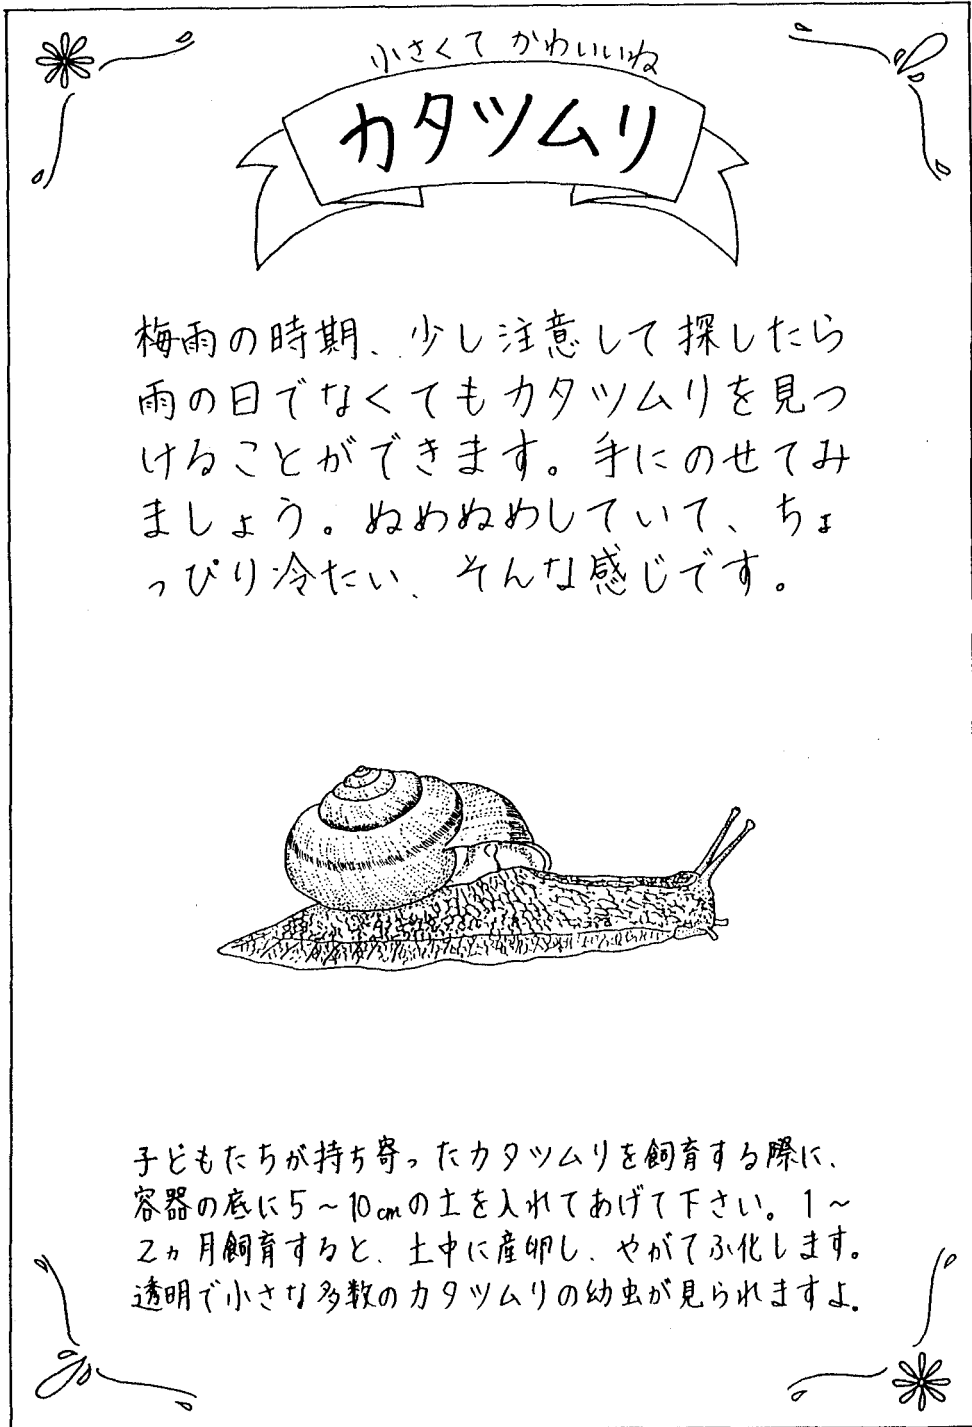 小さくて かわいいね
カタツムリ
梅雨の時期、少し注意して探したら
雨の日でなくてもカタツムリを見つ
けることができます。手にのせてみ
ましょう。ぬめぬめしていて、ちょ
っぴり冷たい、そんな感じです。
子どもたちが持ち寄ったカタツムリを飼育する際に、
容器の底に5～10cmの土を入れてあげて下さい。1～
2ヵ月飼育すると、土中に産卵し、やがてふ化します。
透明で小さな多数のカタツムリの幼虫が見られますよ。